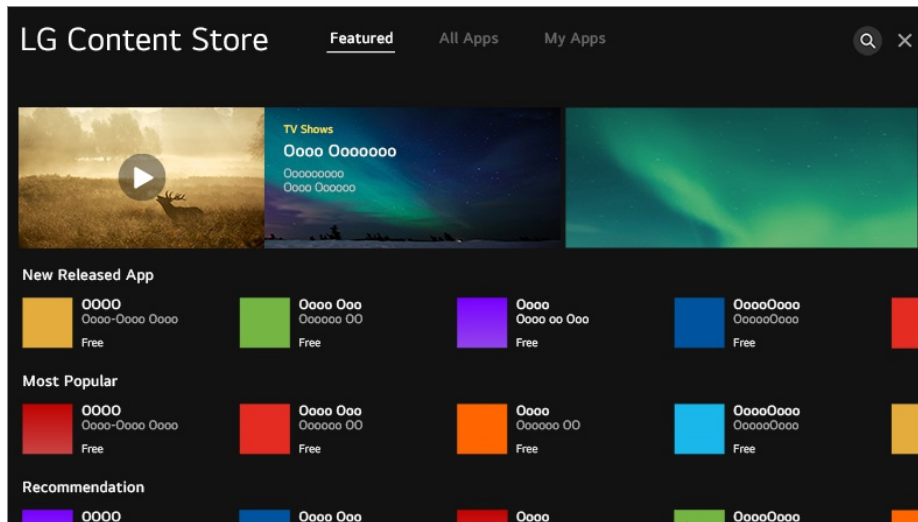 LG Content Store
Featured
All Apps
My Apps
TV Shows
Oooo Ooooooo
Ooooooooo
Oooo Oooooo
New Released App
OOOO
Oooo-Oooo Oooo
Free
Oooo Ooo
Oooooo OO
Free
Oooo
Oooo oo Ooo
Free
OoooOooo
OooooOooo
Free
Most Popular
OOOO
Oooo-Oooo Oooo
Free
Oooo Ooo
Oooooo OO
Free
Oooo
Oooooo OO
Free
OoooOooo
OooooOooo
Free
Recommendation
OOOO
Oooo Ooo
Oooo
OoooOooo